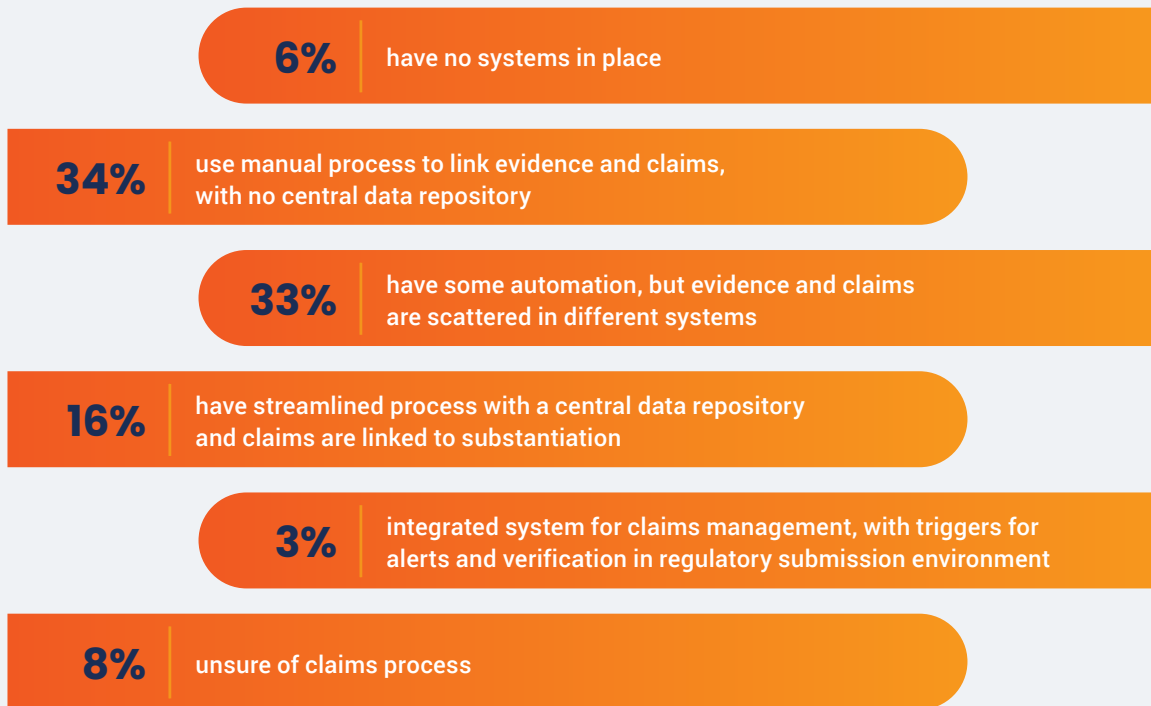 6%
have no systems in place
34%
use manual process to link evidence and claims,
with no central data repository
33%
have some automation, but evidence and claims
are scattered in different systems
16%
have streamlined process with a central data repository
and claims are linked to substantiation
3%
integrated system for claims management, with triggers for
alerts and verification in regulatory submission environment
8%
unsure of claims process